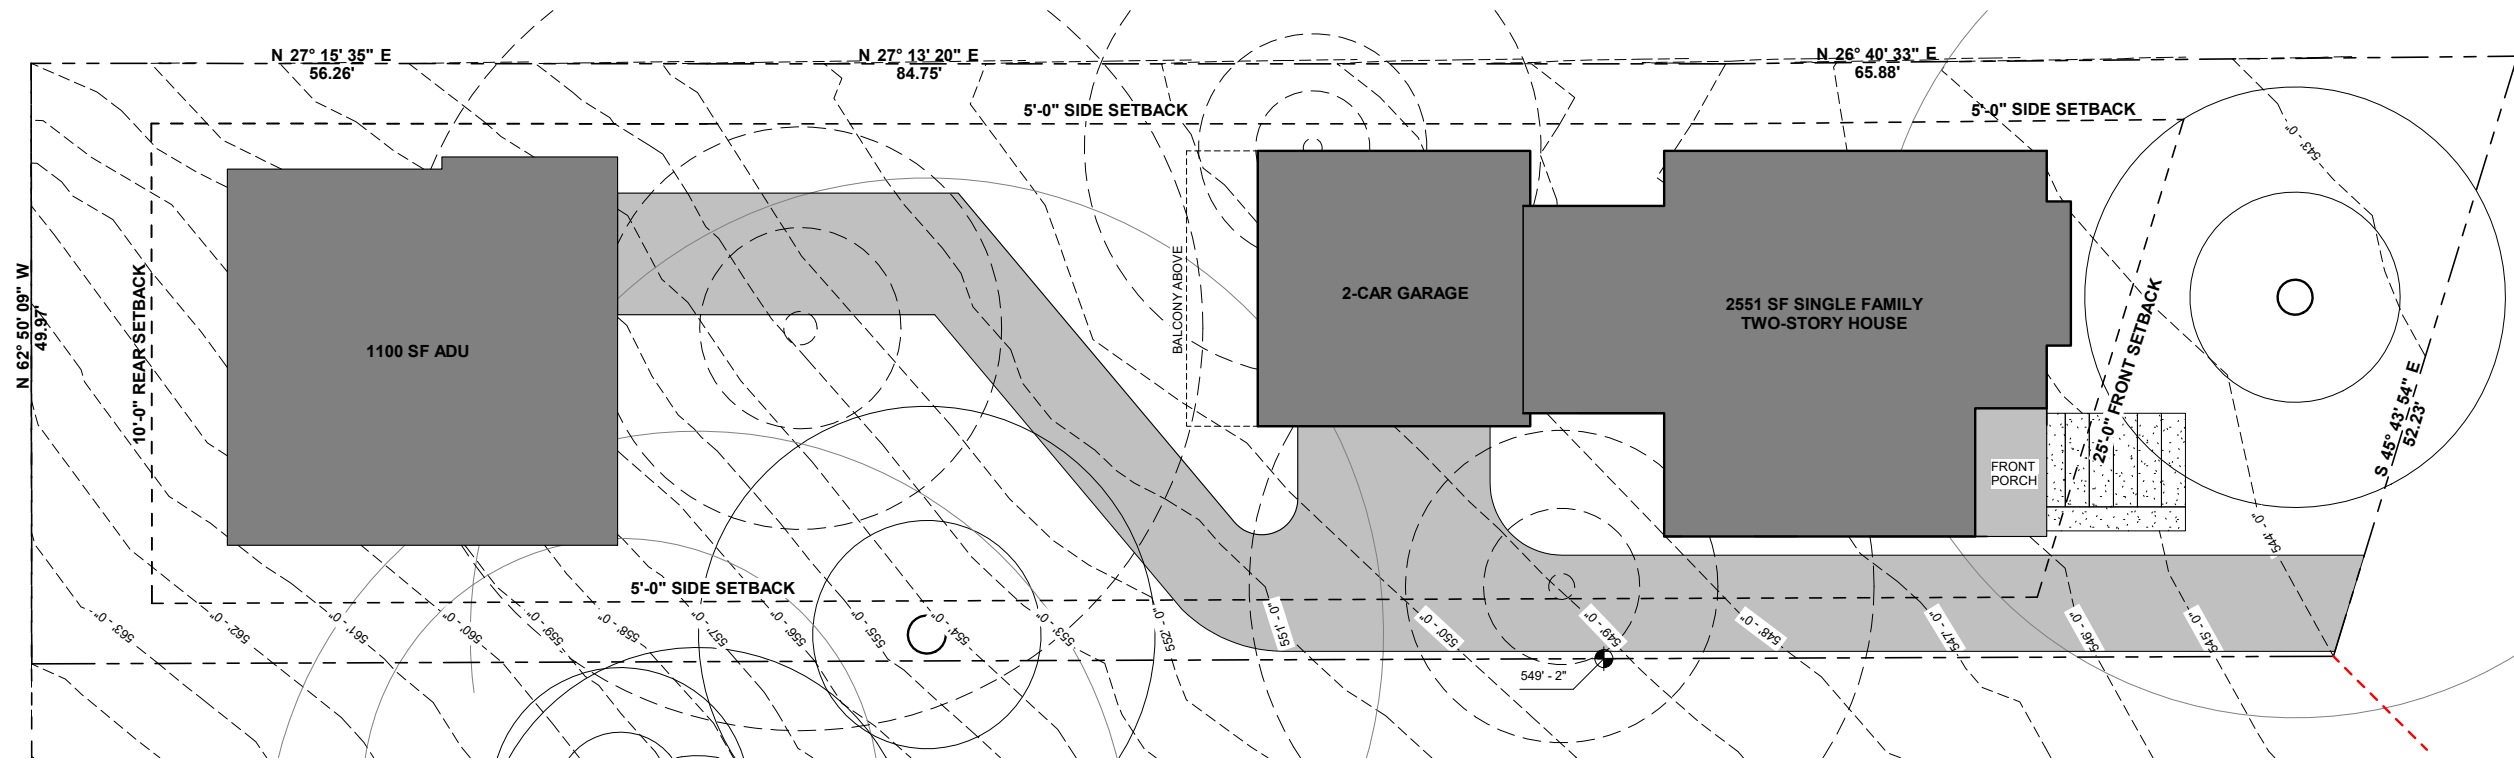 N 27° 15' 35" E
56.26'
N 27° 13' 20" E
84.75'
N 26° 40' 33" E
65.88'
5'-0" SIDE SETBACK
5'-0" SIDE SETBACK
543' - 0"
N 62° 50' 09" W
49.97'
10'-0" REAR SETBACK
1100 SF ADU
BALCONY ABOVE
2-CAR GARAGE
2551 SF SINGLE FAMILY
TWO-STORY HOUSE
25'-0" FRONT SETBACK
S 45° 43' 54" E
52.23'
FRONT
PORCH
5'-0" SIDE SETBACK
563' - 0"
562' - 0"
561' - 0"
560' - 0"
559' - 0"
558' - 0"
557' - 0"
556' - 0"
555' - 0"
554' - 0"
553' - 0"
552' - 0"
551' - 0"
550' - 0"
549' - 0"
548' - 0"
547' - 0"
546' - 0"
545' - 0"
544' - 0"
549' - 2"